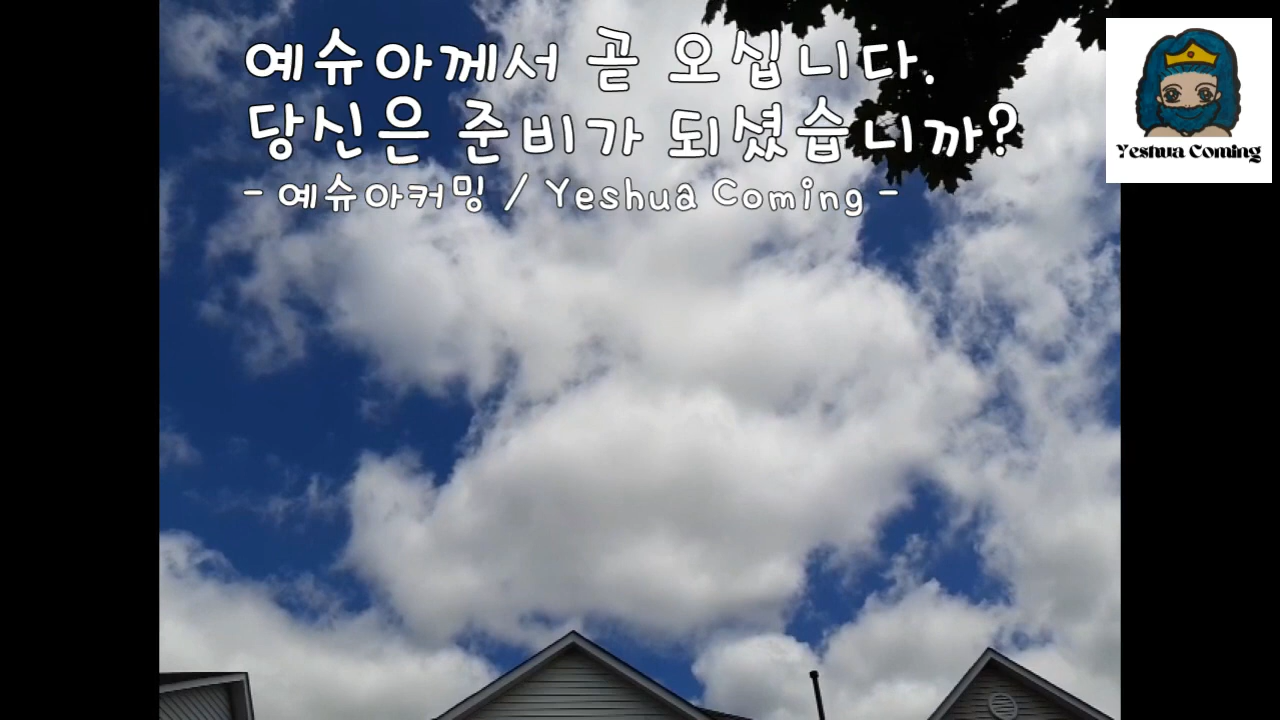 예슈아께서 곧 오십니다.
당신은 준비가 되셨습니까?
- 예슈아커밍 / Yeshua Coming -
Yeshua Coming